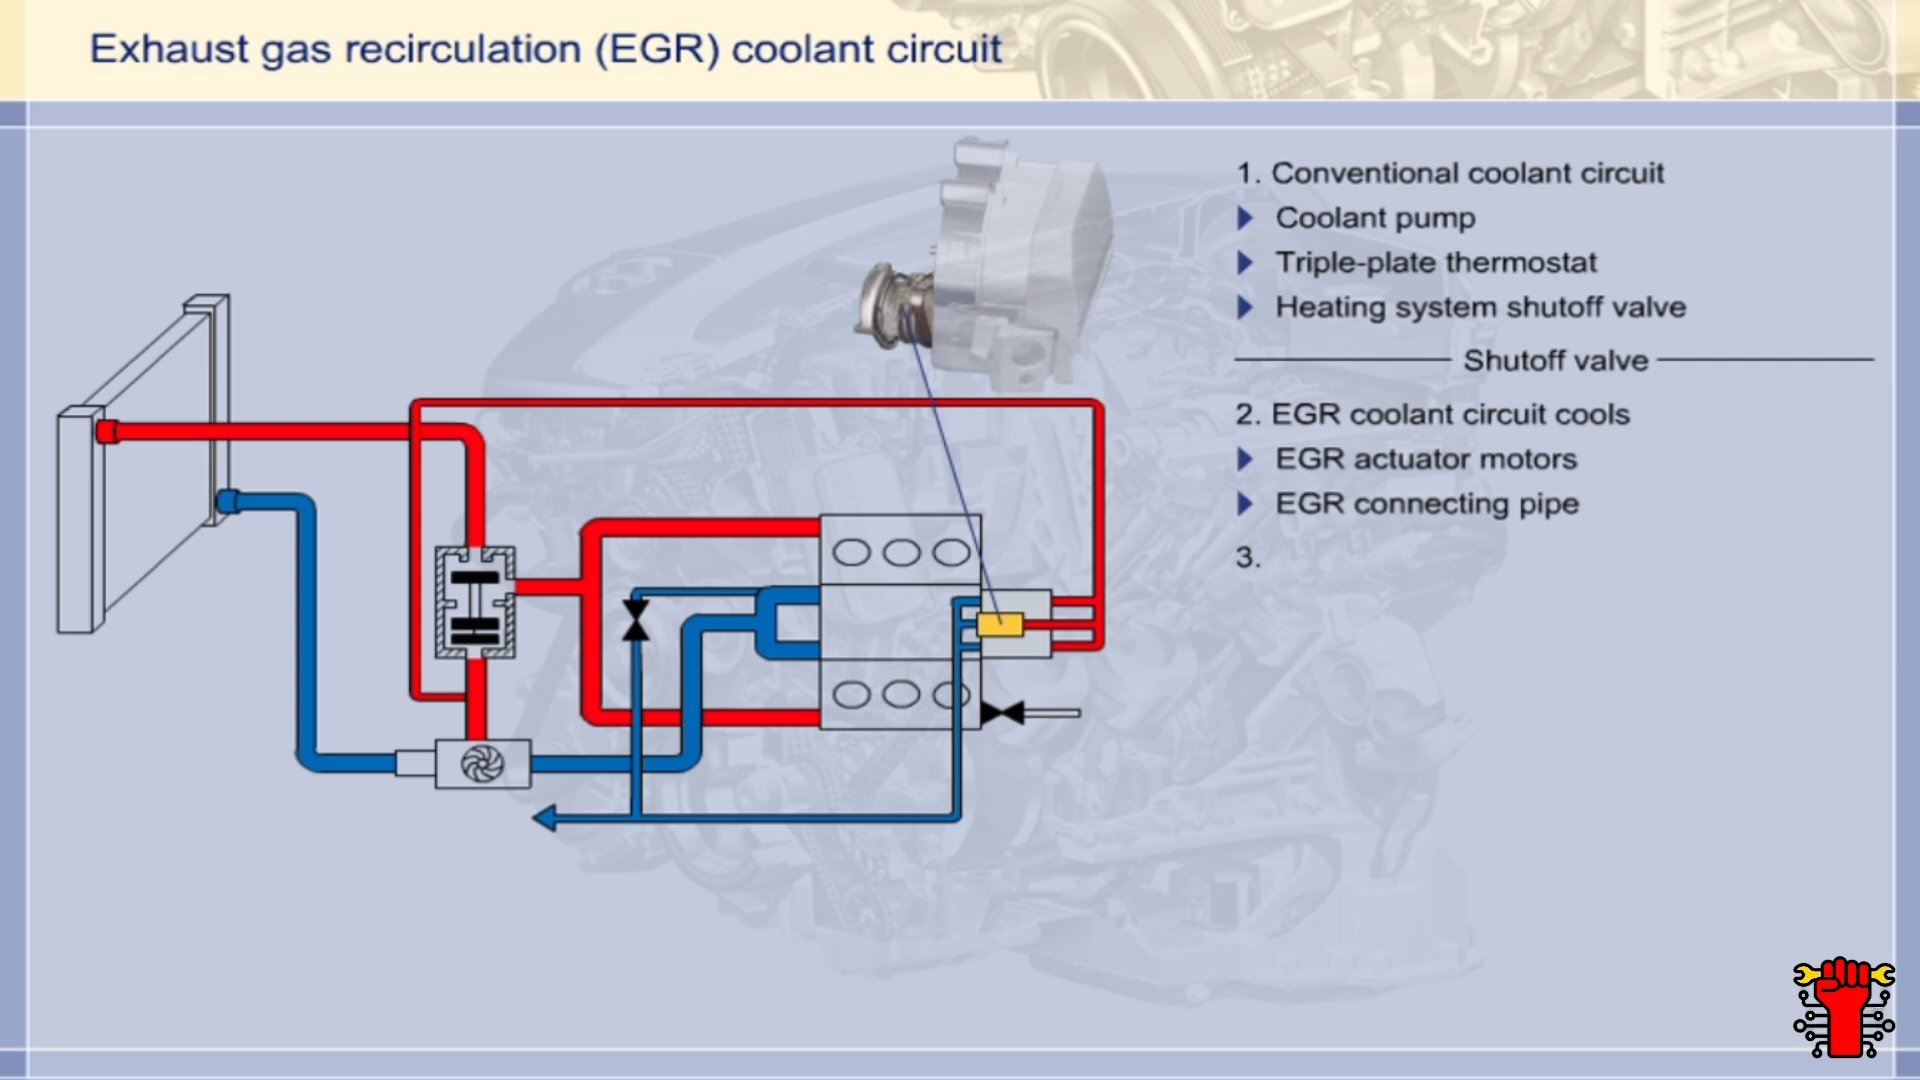 Exhaust gas recirculation (EGR) coolant circuit
1. Conventional coolant circuit
Coolant pump
Triple-plate thermostat
Heating system shutoff valve
Shutoff valve
2. EGR coolant circuit cools
EGR actuator motors
EGR connecting pipe
3.